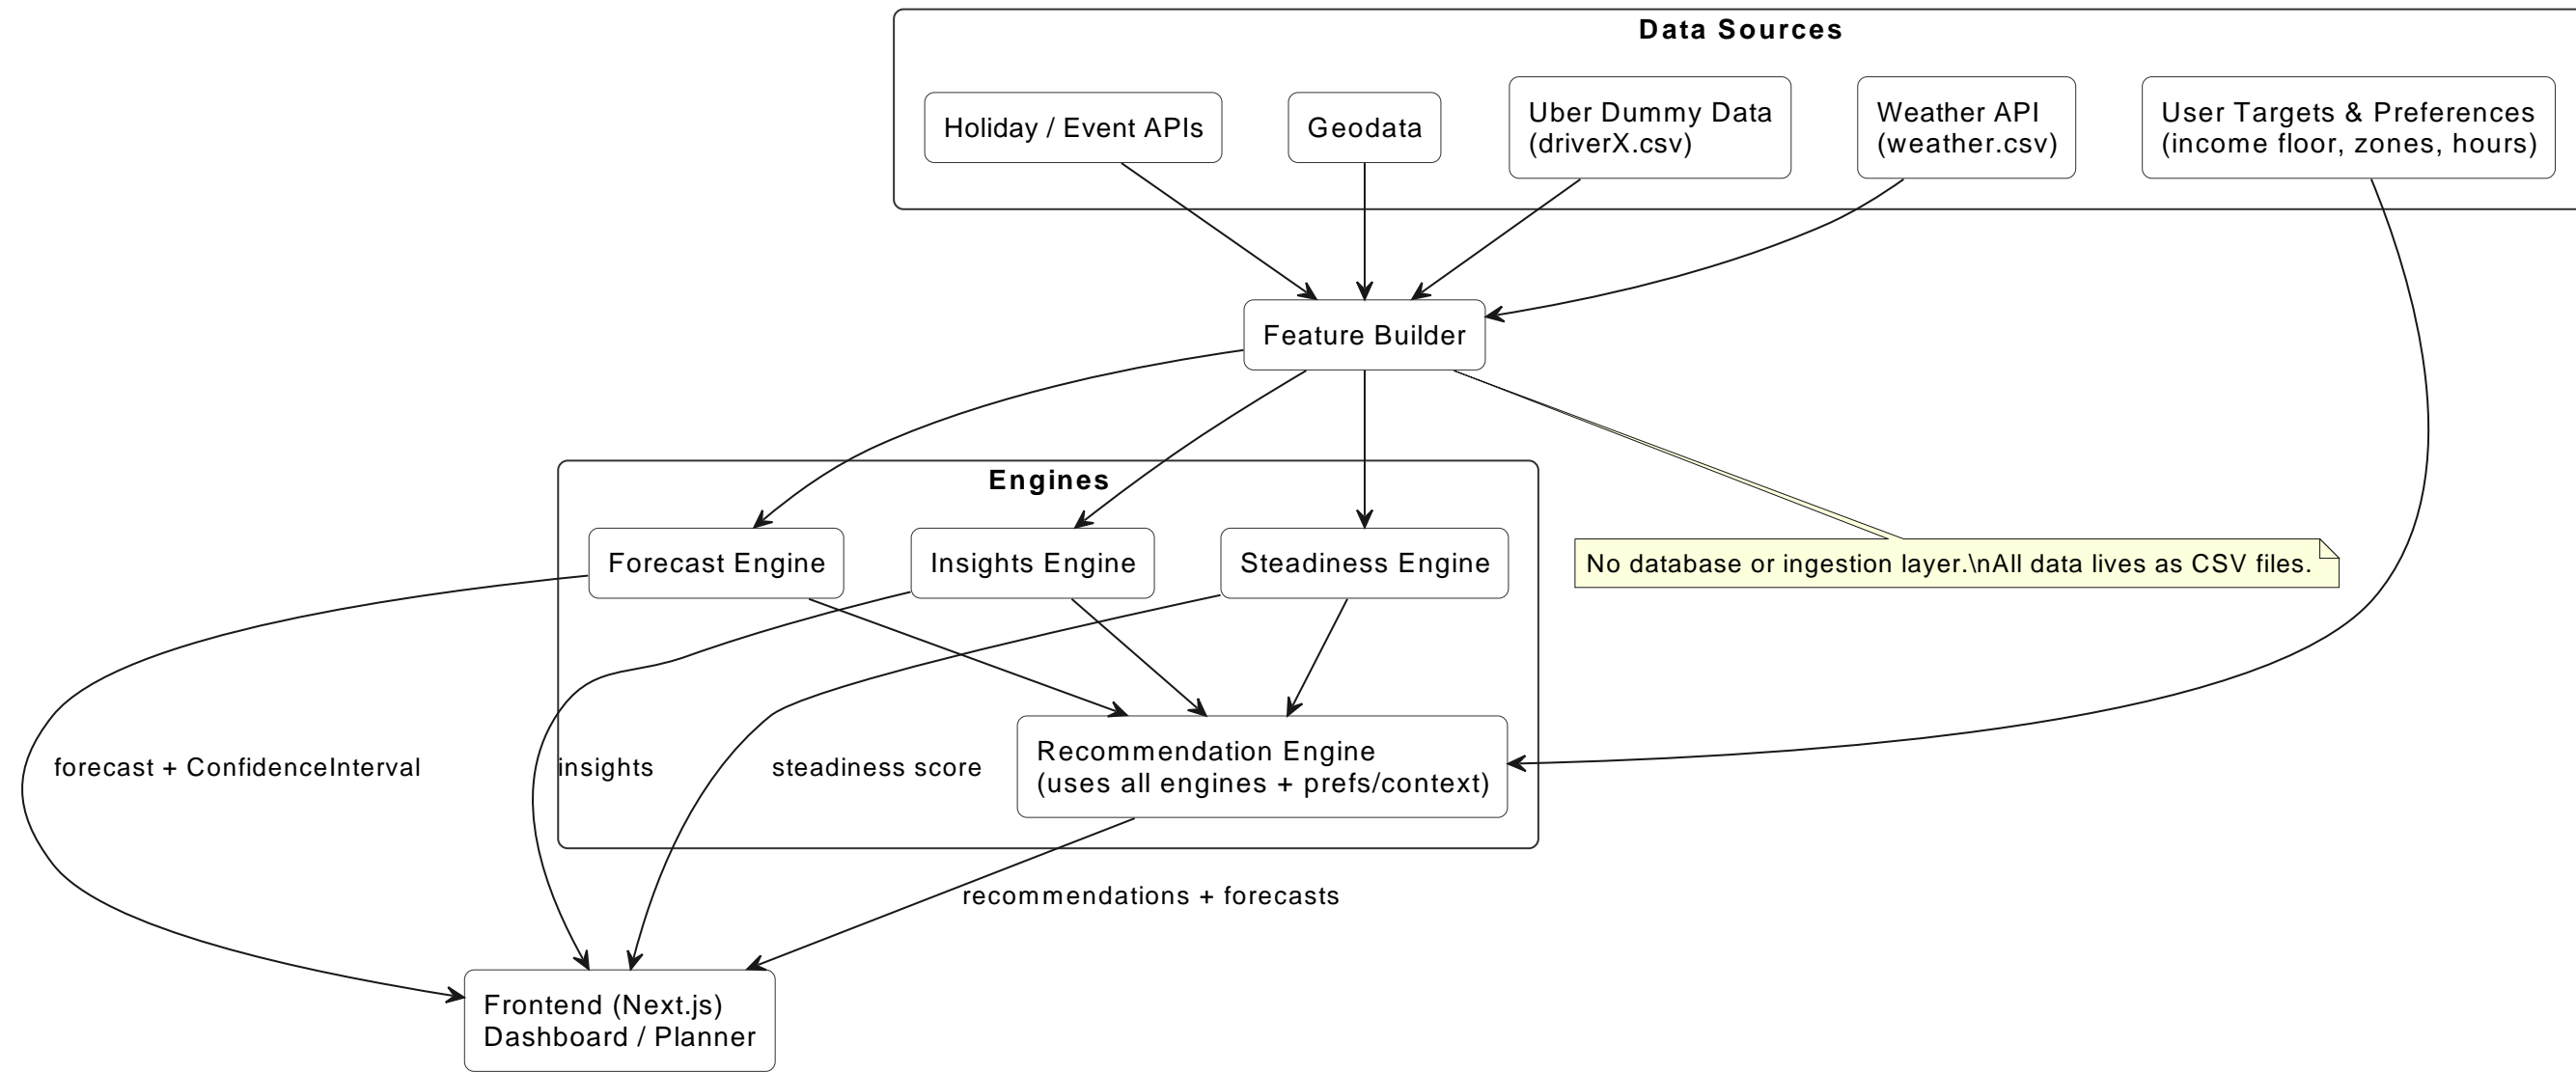 Data Sources
Holiday / Event APIs
Geodata
Uber Dummy Data
(driverX.csv)
Weather API
(weather.csv)
User Targets & Preferences
(income floor, zones, hours)
Feature Builder
Engines
Forecast Engine
Insights Engine
Steadiness Engine
No database or ingestion layer.\nAll data lives as CSV files.
Recommendation Engine
(uses all engines + prefs/context)
forecast + ConfidenceInterval
insights
steadiness score
recommendations + forecasts
Frontend (Next.js)
Dashboard / Planner